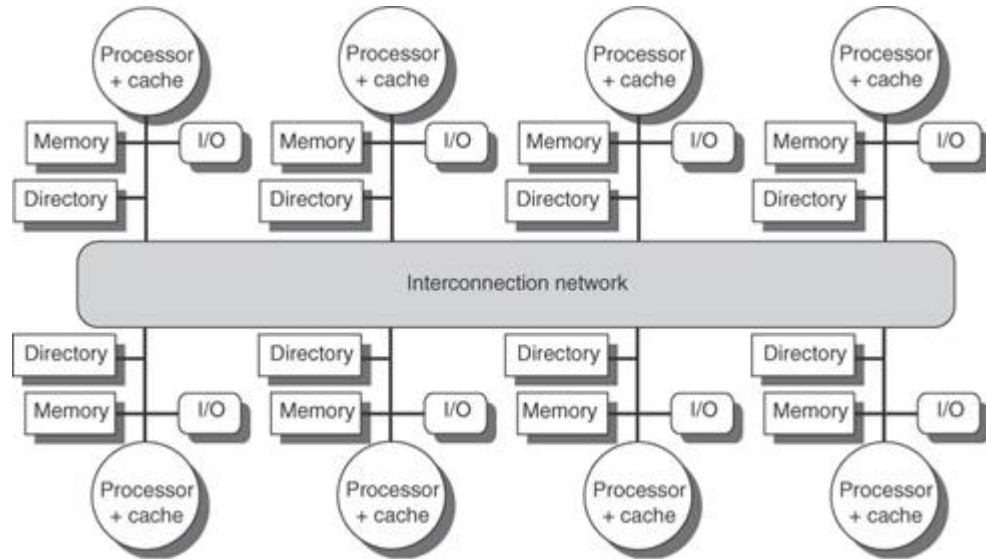 Processor
+ cache
Processor
+ cache
Processor
+ cache
Processor
+ cache
Memory
I/O
Memory
I/O
Memory
I/O
Memory
I/O
Directory
Directory
Directory
Directory
Interconnection network
Directory
Directory
Directory
Directory
Memory
I/O
Memory
I/O
Memory
I/O
Memory
I/O
Processor
+ cache
Processor
+ cache
Processor
+ cache
Processor
+ cache